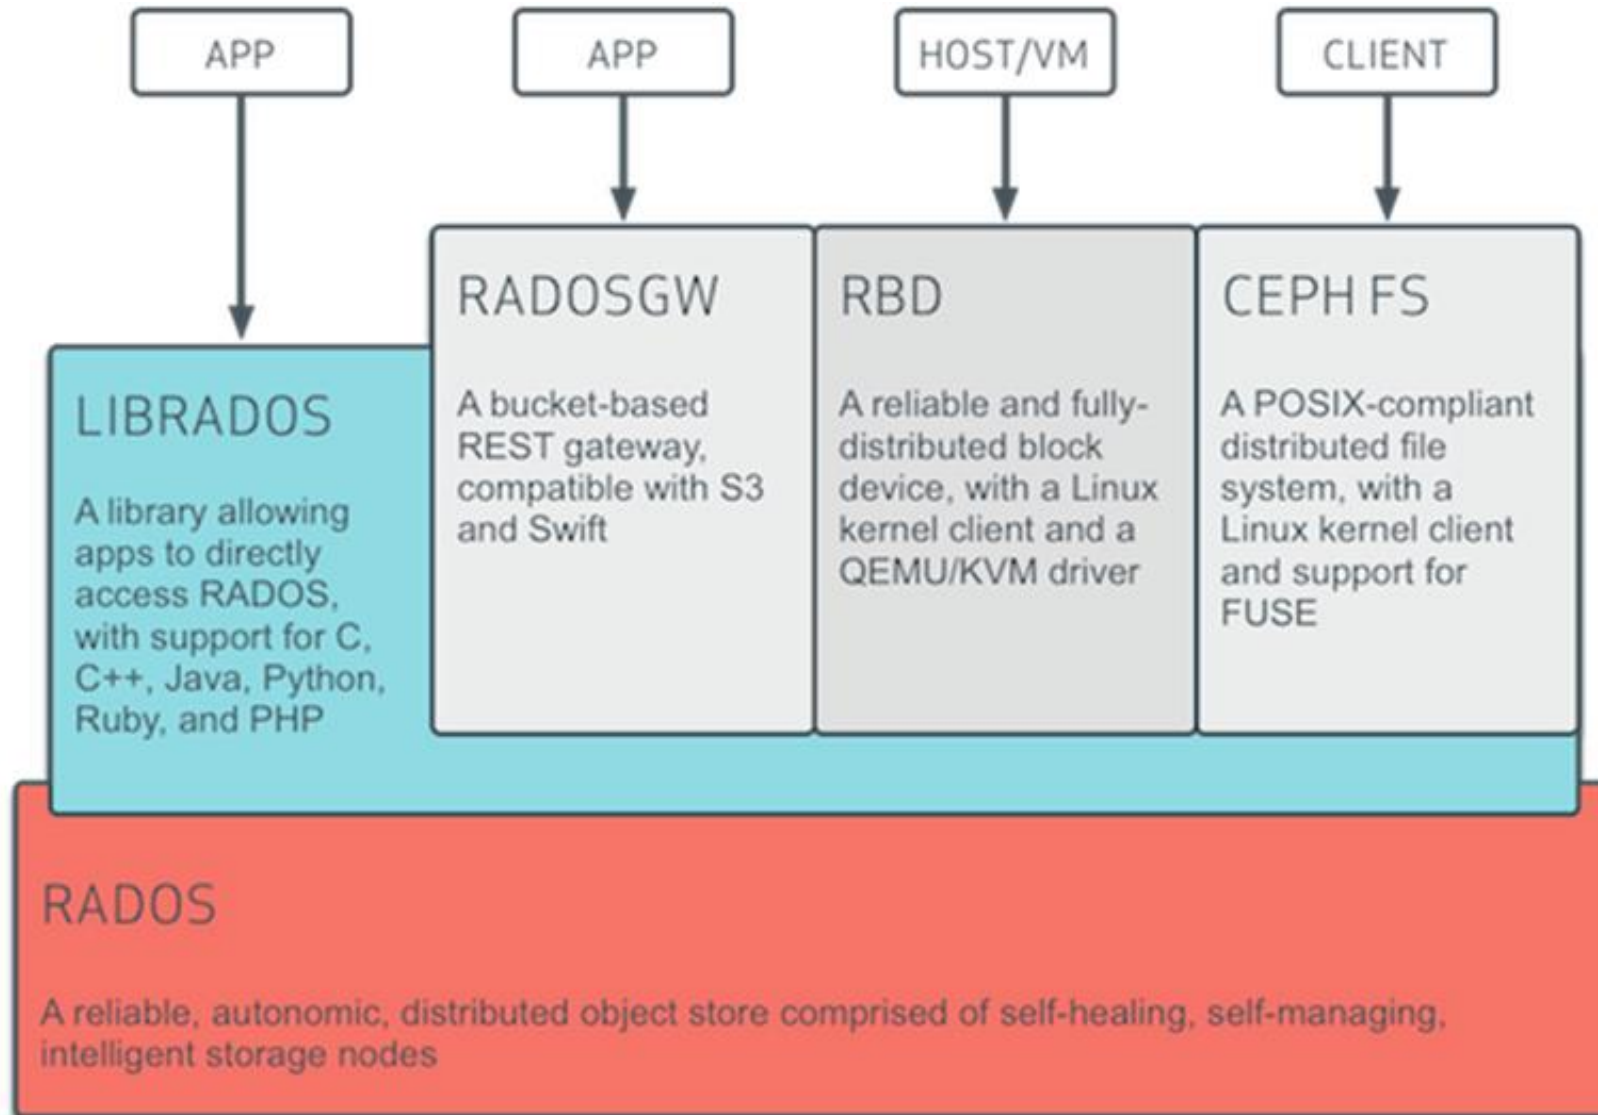 APP
APP
HOST/VM
CLIENT
LIBRADOS
A library allowing
apps to directly
access RADOS,
with support for C,
C++, Java, Python,
Ruby, and PHP
RADOSGW
A bucket-based
REST gateway,
compatible with S3
and Swift
RBD
A reliable and fully-
distributed block
device, with a Linux
kernel client and a
QEMU/KVM driver
CEPH FS
A POSIX-compliant
distributed file
system, with a
Linux kernel client
and support for
FUSE
RADOS
A reliable, autonomic, distributed object store comprised of self-healing, self-managing,
intelligent storage nodes